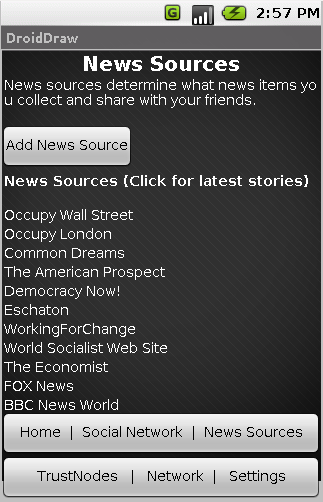 G 2:57 PM
DroidDraw
News Sources
News sources determine what news items yo
u collect and share with your friends.
Add News Source
News Sources (Click for latest stories)
Occupy Wall Street
Occupy London
Common Dreams
The American Prospect
Democracy Now!
Eschaton
WorkingForChange
World Socialist Web Site
The Economist
FOX News
BBC News World
Home | Social Network | News Sources
TrustNodes | Network | Settings